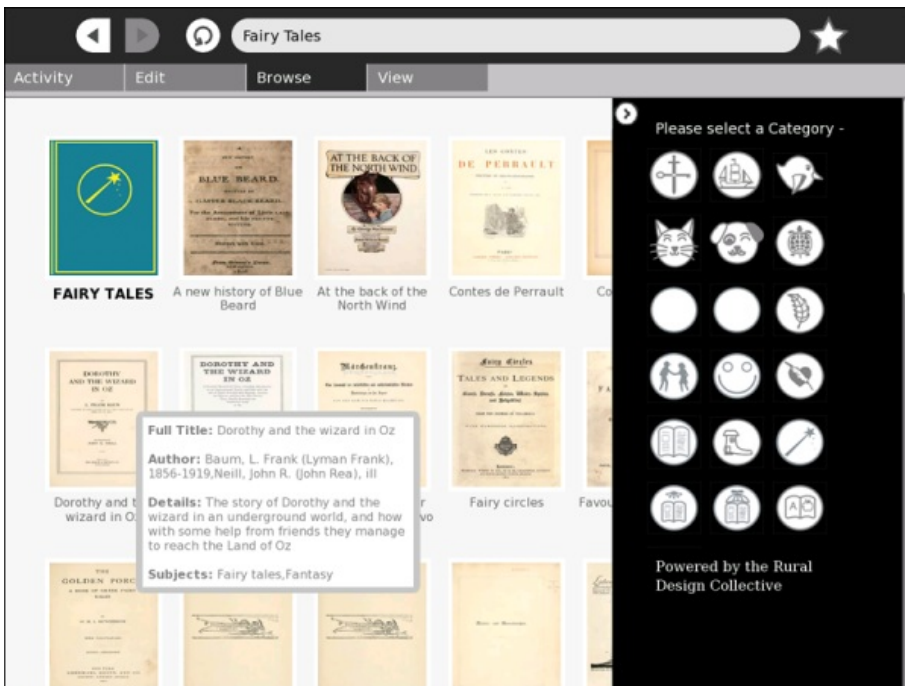 Fairy Tales
Activity
Edit
Browse
View
Please select a Category -
BLUE BEARD.
AT THE BACK OF
THE NORTH WIND
LES CONTES
DE PERRAULT
FAIRY TALES
A new history of Blue
Beard
At the back of the
North Wind
Contes de Perrault
Co
DOROTHY
AND THE WIZARD
IN OZ
DOROTHY AND
THE WIZARD
IN OZ
Märchenkranz
Fairy Circles
TALES AND LEGENDS
Full Title: Dorothy and the wizard in Oz
Author: Baum, L. Frank (Lyman Frank),
1856-1919,Neill, John R. (John Rea), ill
Details: The story of Dorothy and the
wizard in an underground world, and how
with some help from friends they manage
to reach the Land of Oz
Subjects: Fairy tales,Fantasy
Dorothy and t
wizard in O
r
vo
Fairy circles
Favou
THE
GOLDEN PORC
Powered by the Rural
Design Collective